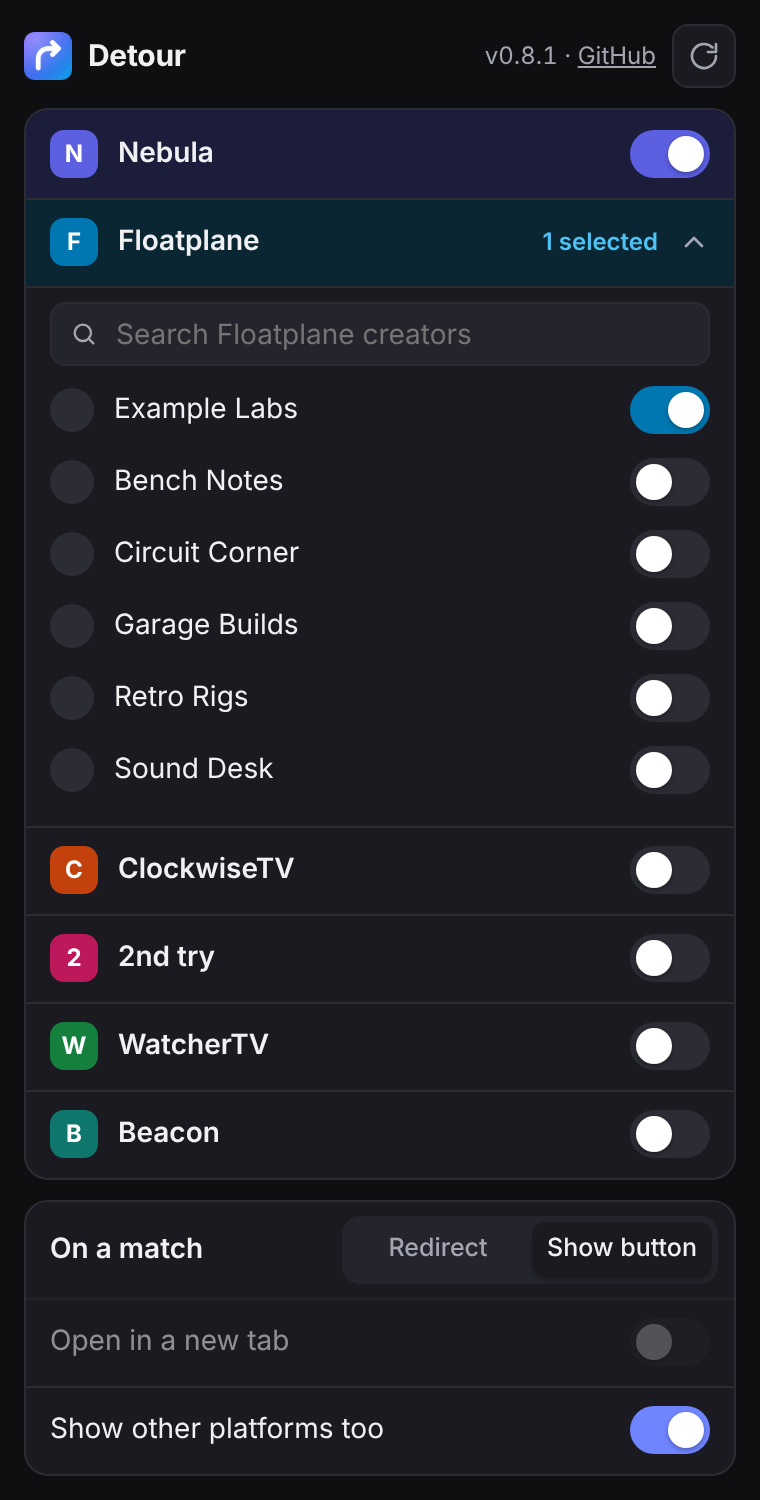 Detour
v0.8.1 · GitHub
N Nebula
F Floatplane 1 selected
Search Floatplane creators
Example Labs
Bench Notes
Circuit Corner
Garage Builds
Retro Rigs
Sound Desk
C ClockwiseTV
2 2nd try
W WatcherTV
B Beacon
On a match Redirect Show button
Open in a new tab
Show other platforms too